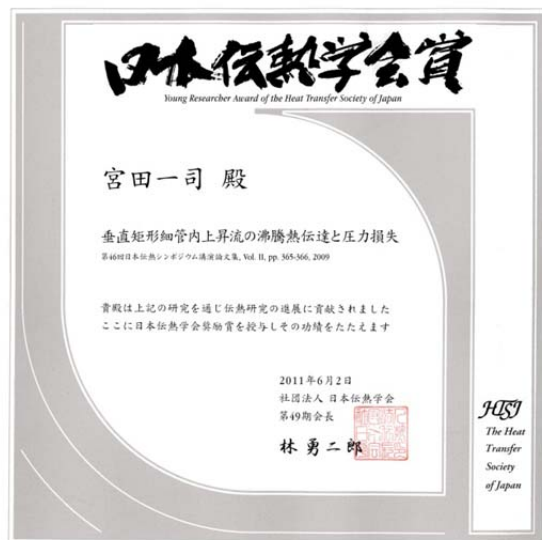 日本伝熱学会賞
Young Researcher Award of the Heat Transfer Society of Japan
宮田一司 殿
垂直矩形細管内上昇流の沸騰熱伝達と圧力損失
第46回日本伝熱シンポジウム講演論文集, Vol. II, pp. 365-366, 2009
貴殿は上記の研究を通じ伝熱研究の進展に貢献されました
ここに日本伝熱学会奨励賞を授与しその功績をたたえます
2011年6月2日
社団法人 日本伝熱学会
第49期会長
林 勇二郎
HTSJ
The Heat
Transfer
Society
of Japan